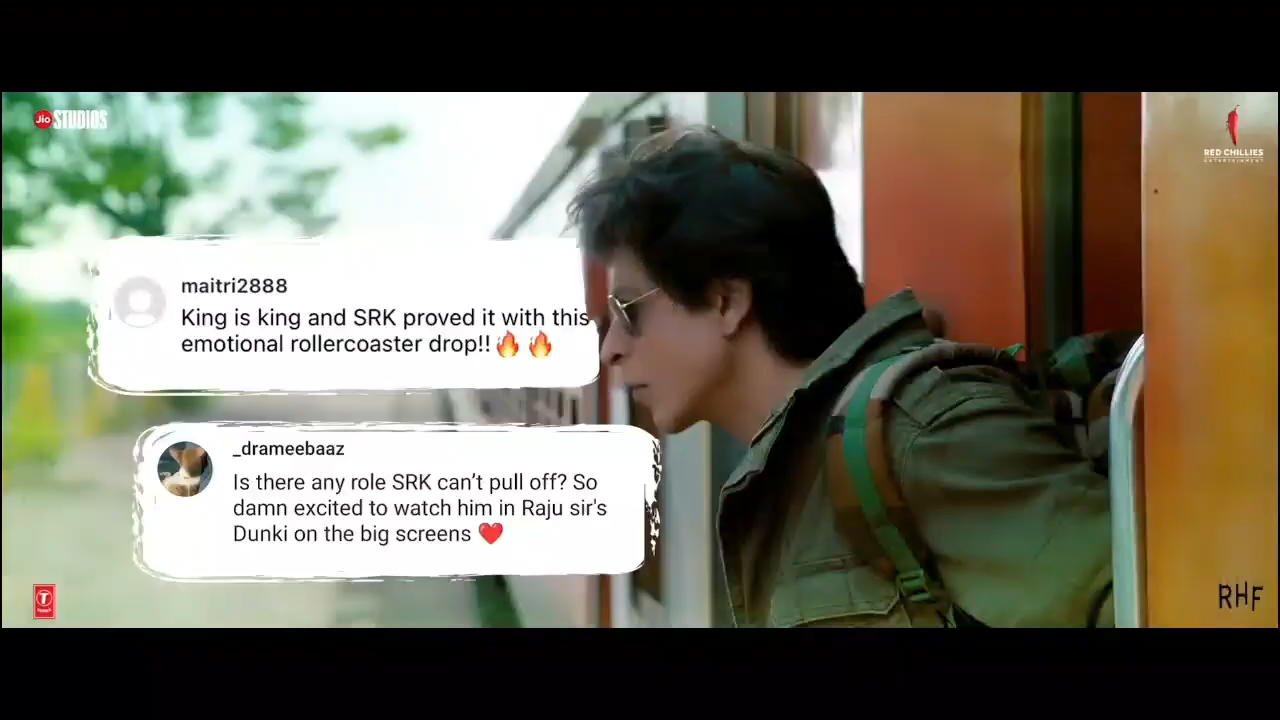 Jio STUDIOS
RED CHILLIES
ENTERTAINMENT
maitri2888
King is king and SRK proved it with this
emotional rollercoaster drop!!🔥 🔥
_drameebaaz
Is there any role SRK can’t pull off? So
damn excited to watch him in Raju sir's
Dunki on the big screens ❤️
T
RHF